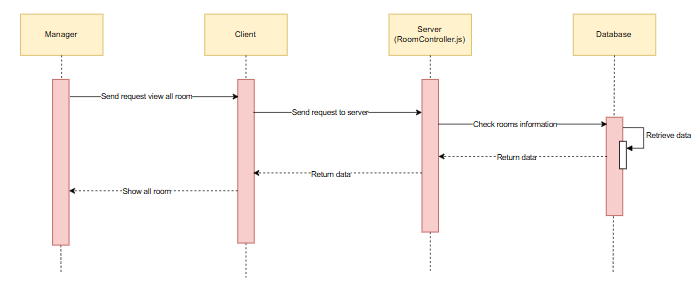 Manager
Client
Server
(RoomController.js)
Database
Send request view all room
Send request to server
Check rooms information
Retrieve data
Return data
Return data
Show all room